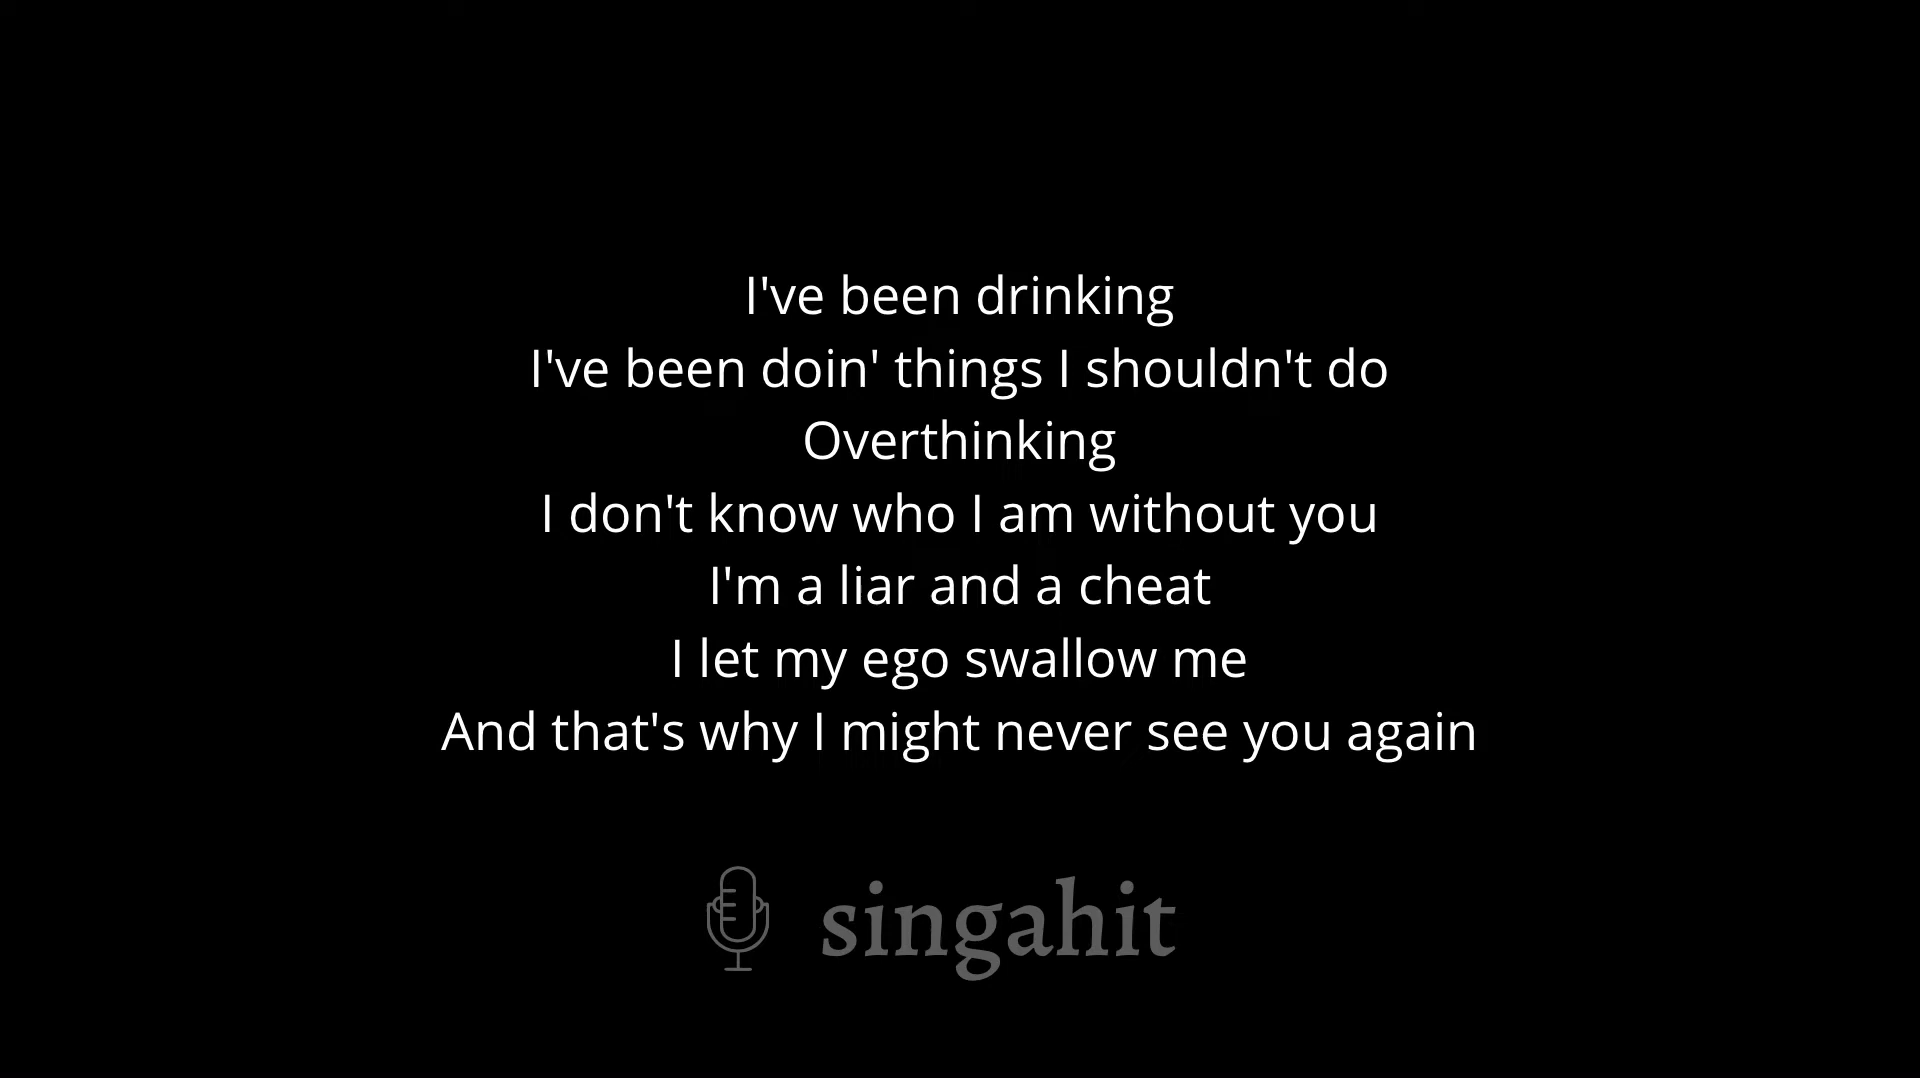 I've been drinking
I've been doin' things I shouldn't do
Overthinking
I don't know who I am without you
I'm a liar and a cheat
I let my ego swallow me
And that's why I might never see you again
singahit